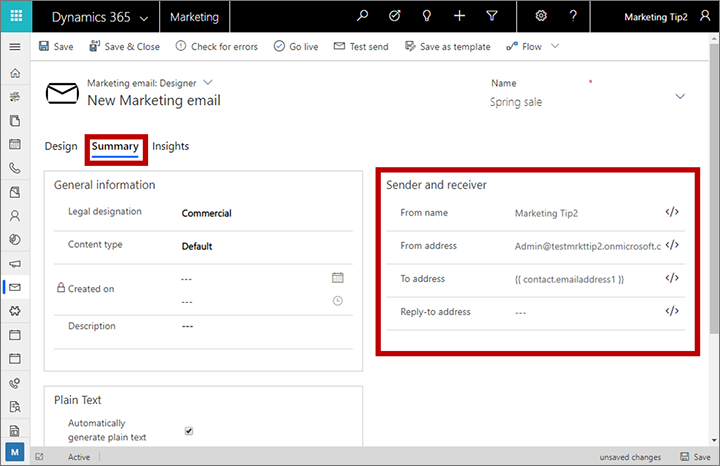 Dynamics 365
Marketing
Marketing Tip2
Save
Save & Close
Check for errors
Go live
Test send
Save as template
Flow
Marketing email: Designer
New Marketing email
Name *
Spring sale
Design
Summary
Insights
General information
Legal designation Commercial
Content type Default
Created on ---
---
Description ---
Sender and receiver
From name Marketing Tip2 </>
From address Admin@testmrkttip2.onmicrosoft.c </>
To address {{ contact.emailaddress1 }} </>
Reply-to address --- </>
Plain Text
Automatically
generate plain text
M
Active
unsaved changes
Save